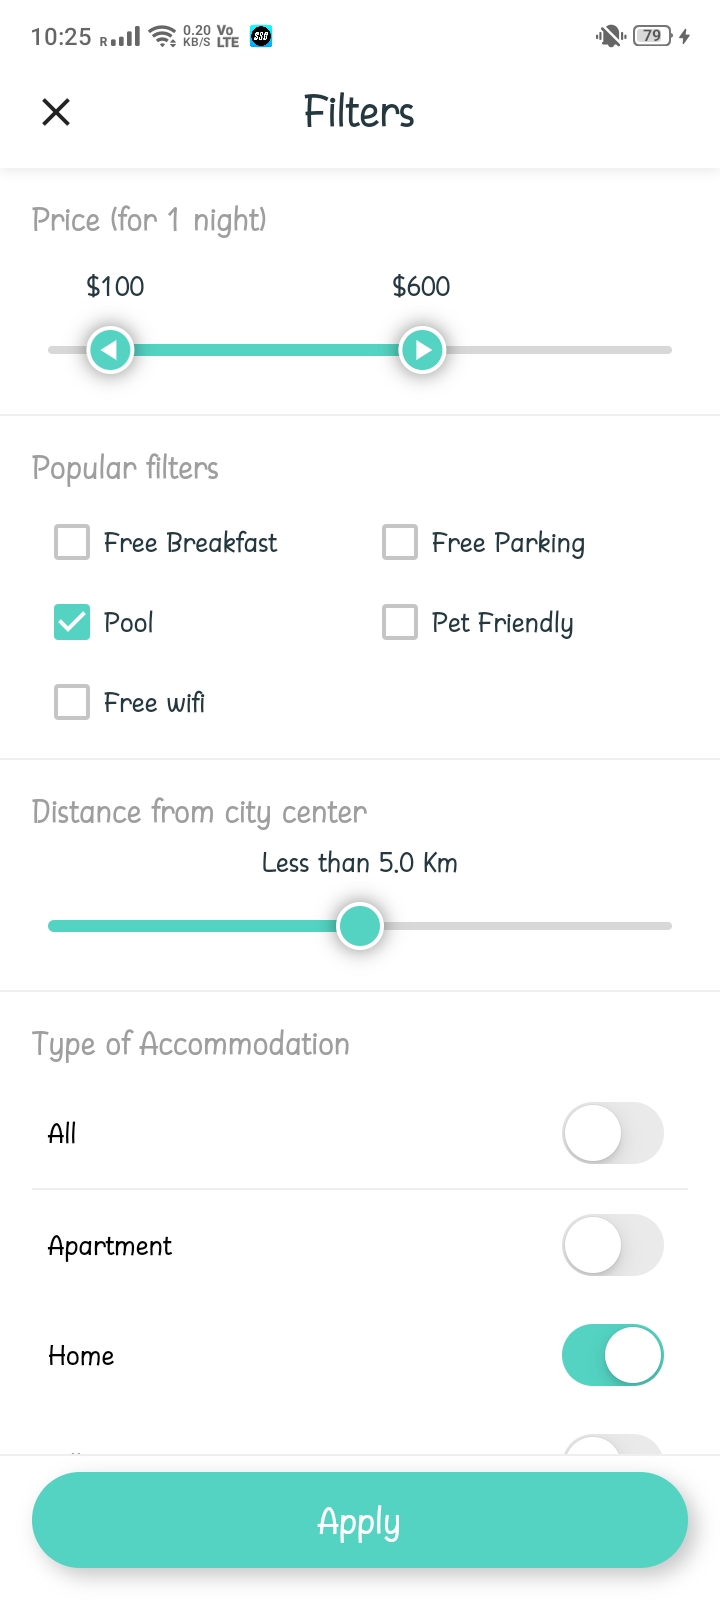 10:25 R 0.20 KB/S Vo LTE SSG 79
Filters
Price (for 1 night)
$100 $600
Popular filters
Free Breakfast Free Parking
Pool Pet Friendly
Free wifi
Distance from city center
Less than 5.0 Km
Type of Accommodation
All
Apartment
Home
Apply